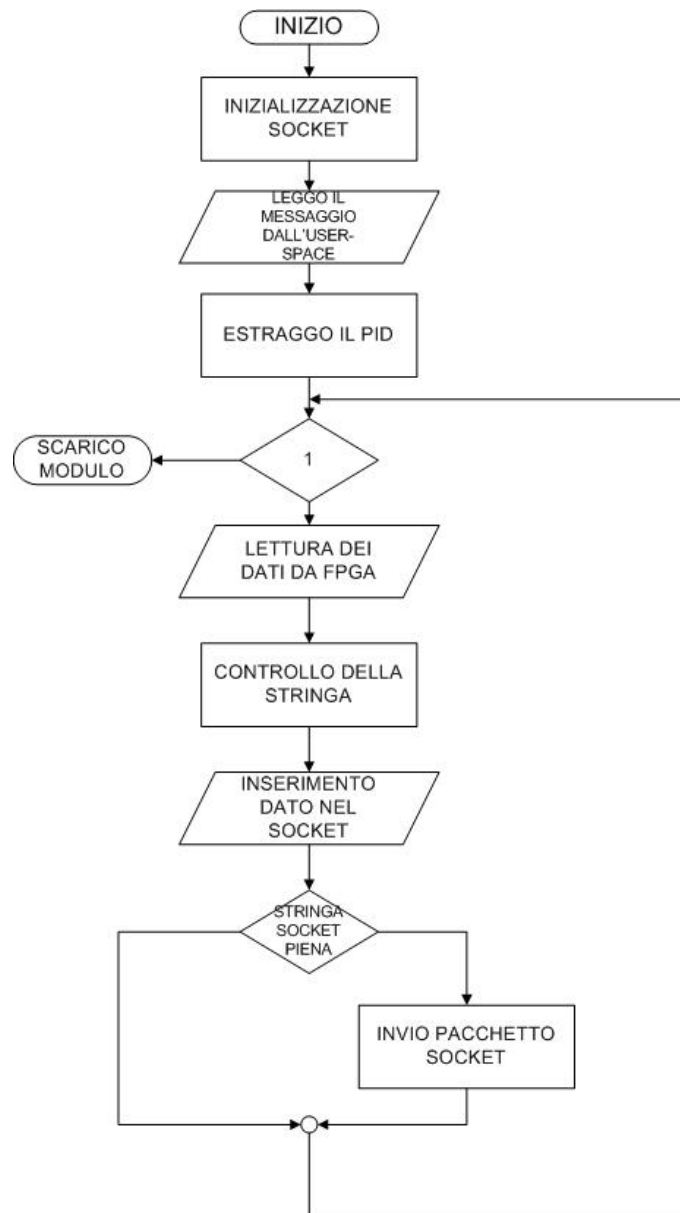 INIZIO
INIZIALIZZAZIONE
SOCKET
LEGGO IL
MESSAGGIO
DALL'USER-
SPACE
ESTRAGGO IL PID
SCARICO
MODULO
1
LETTURA DEI
DATI DA FPGA
CONTROLLO DELLA
STRINGA
INSERIMENTO
DATO NEL
SOCKET
STRINGA
SOCKET
PIENA
INVIO PACCHETTO
SOCKET